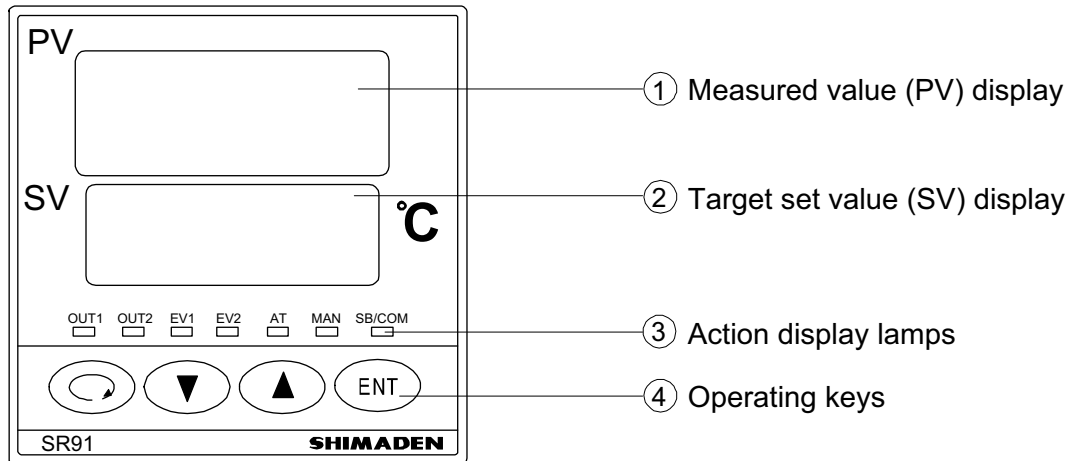 PV
① Measured value (PV) display
SV
② Target set value (SV) display
°C
OUT1 OUT2 EV1 EV2 AT MAN SB/COM
③ Action display lamps
ENT
④ Operating keys
SR91 SHIMADEN